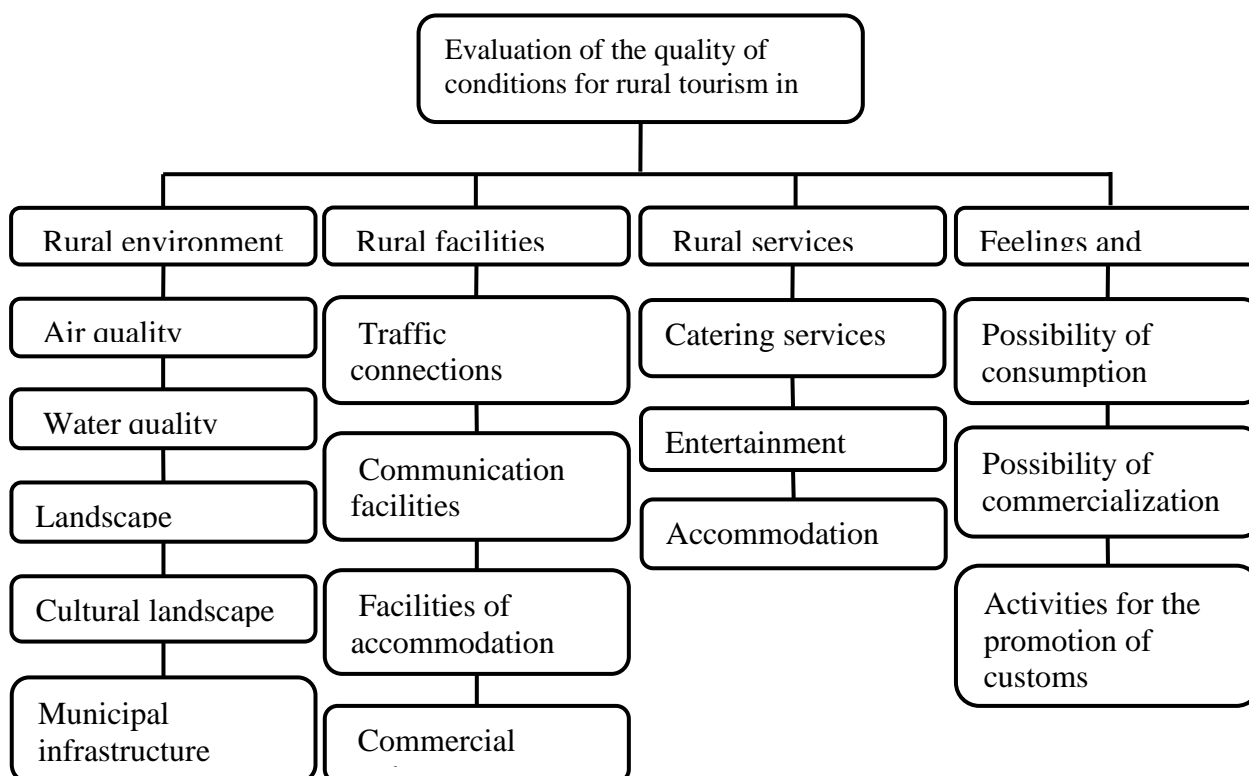 Evaluation of the quality of
conditions for rural tourism in
Rural environment
Rural facilities
Rural services
Feelings and
Air quality
Traffic
connections
Catering services
Possibility of
consumption
Water quality
Communication
facilities
Entertainment
Possibility of
commercialization
Landscape
Accommodation
Cultural landscape
Facilities of
accommodation
Activities for the
promotion of
customs
Municipal
infrastructure
Commercial